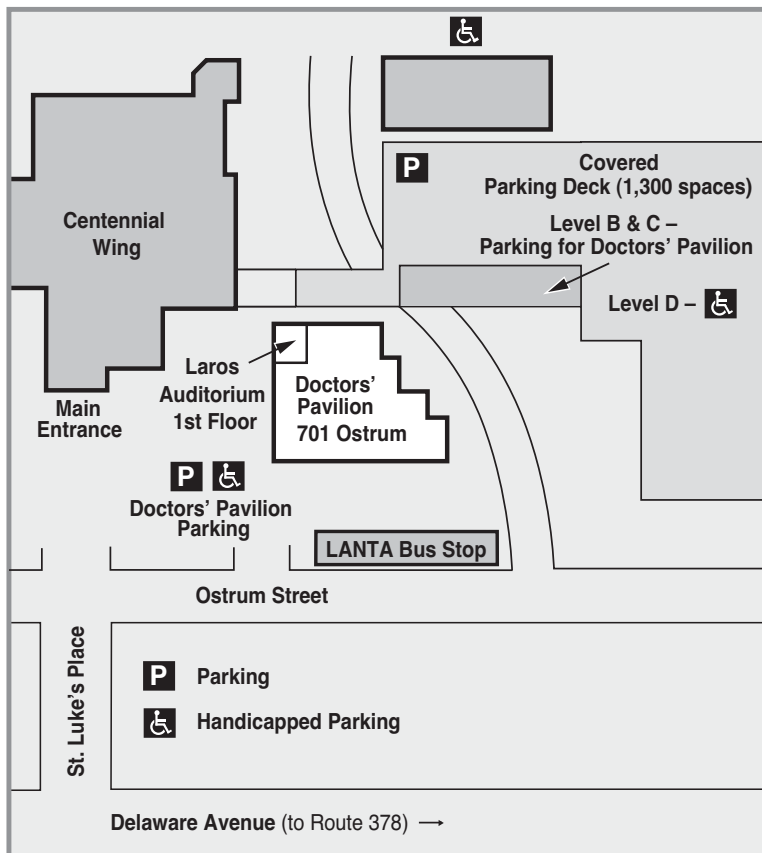 P
Covered
Parking Deck (1,300 spaces)
Level B & C –
Parking for Doctors' Pavilion
Centennial
Wing
Level D –
Laros
Auditorium
1st Floor
Doctors'
Pavilion
701 Ostrum
Main
Entrance
P
Doctors' Pavilion
Parking
LANTA Bus Stop
Ostrum Street
St. Luke's Place
P Parking
Handicapped Parking
Delaware Avenue (to Route 378) →